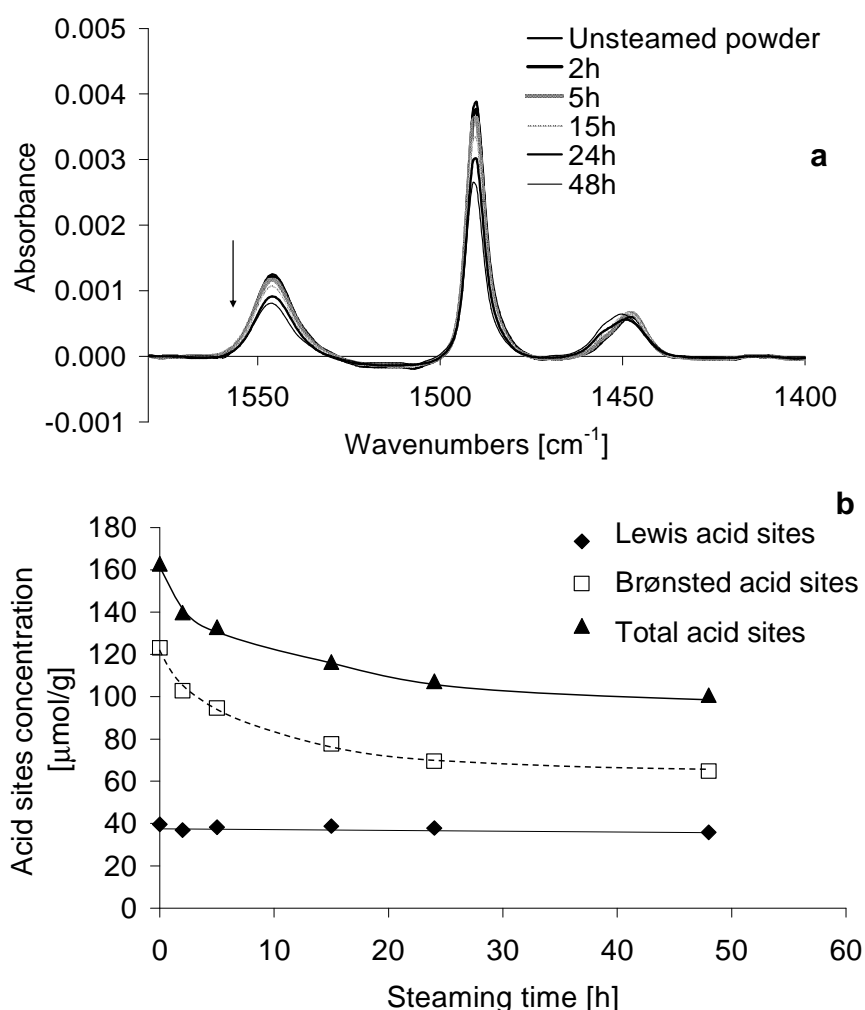 0.005
0.004
0.003
0.002
0.001
0.000
-0.001
Absorbance
Unsteamed powder
2h
5h
15h
24h
48h
a
1550
1500
1450
1400
Wavenumbers [cm⁻¹]
b
180
160
140
120
100
80
60
40
20
0
Acid sites concentration
[μmol/g]
Lewis acid sites
Brønsted acid sites
Total acid sites
0
10
20
30
40
50
60
Steaming time [h]